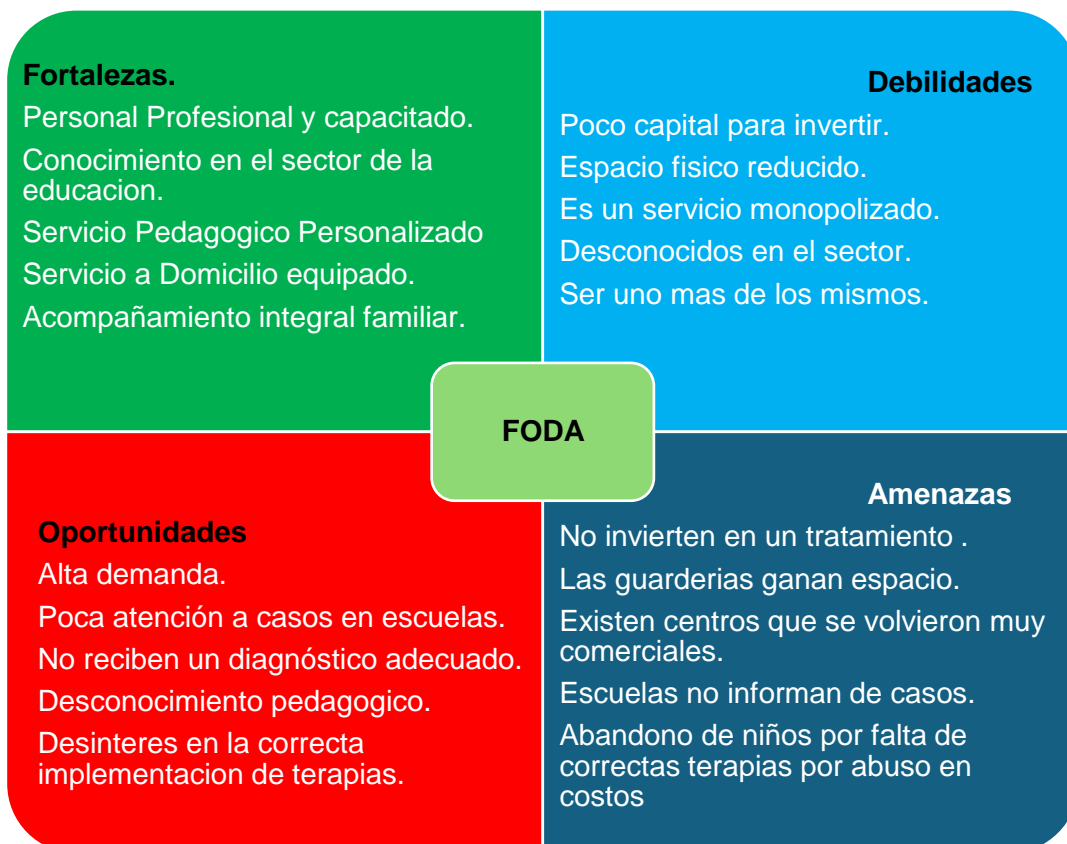 Fortalezas.
Personal Profesional y capacitado.
Conocimiento en el sector de la
educacion.
Servicio Pedagogico Personalizado
Servicio a Domicilio equipado.
Acompañamiento integral familiar.
Debilidades
Poco capital para invertir.
Espacio fisico reducido.
Es un servicio monopolizado.
Desconocidos en el sector.
Ser uno mas de los mismos.
FODA
Oportunidades
Alta demanda.
Poca atención a casos en escuelas.
No reciben un diagnóstico adecuado.
Desconocimiento pedagogico.
Desinteres en la correcta
implementacion de terapias.
Amenazas
No invierten en un tratamiento .
Las guarderias ganan espacio.
Existen centros que se volvieron muy
comerciales.
Escuelas no informan de casos.
Abandono de niños por falta de
correctas terapias por abuso en
costos